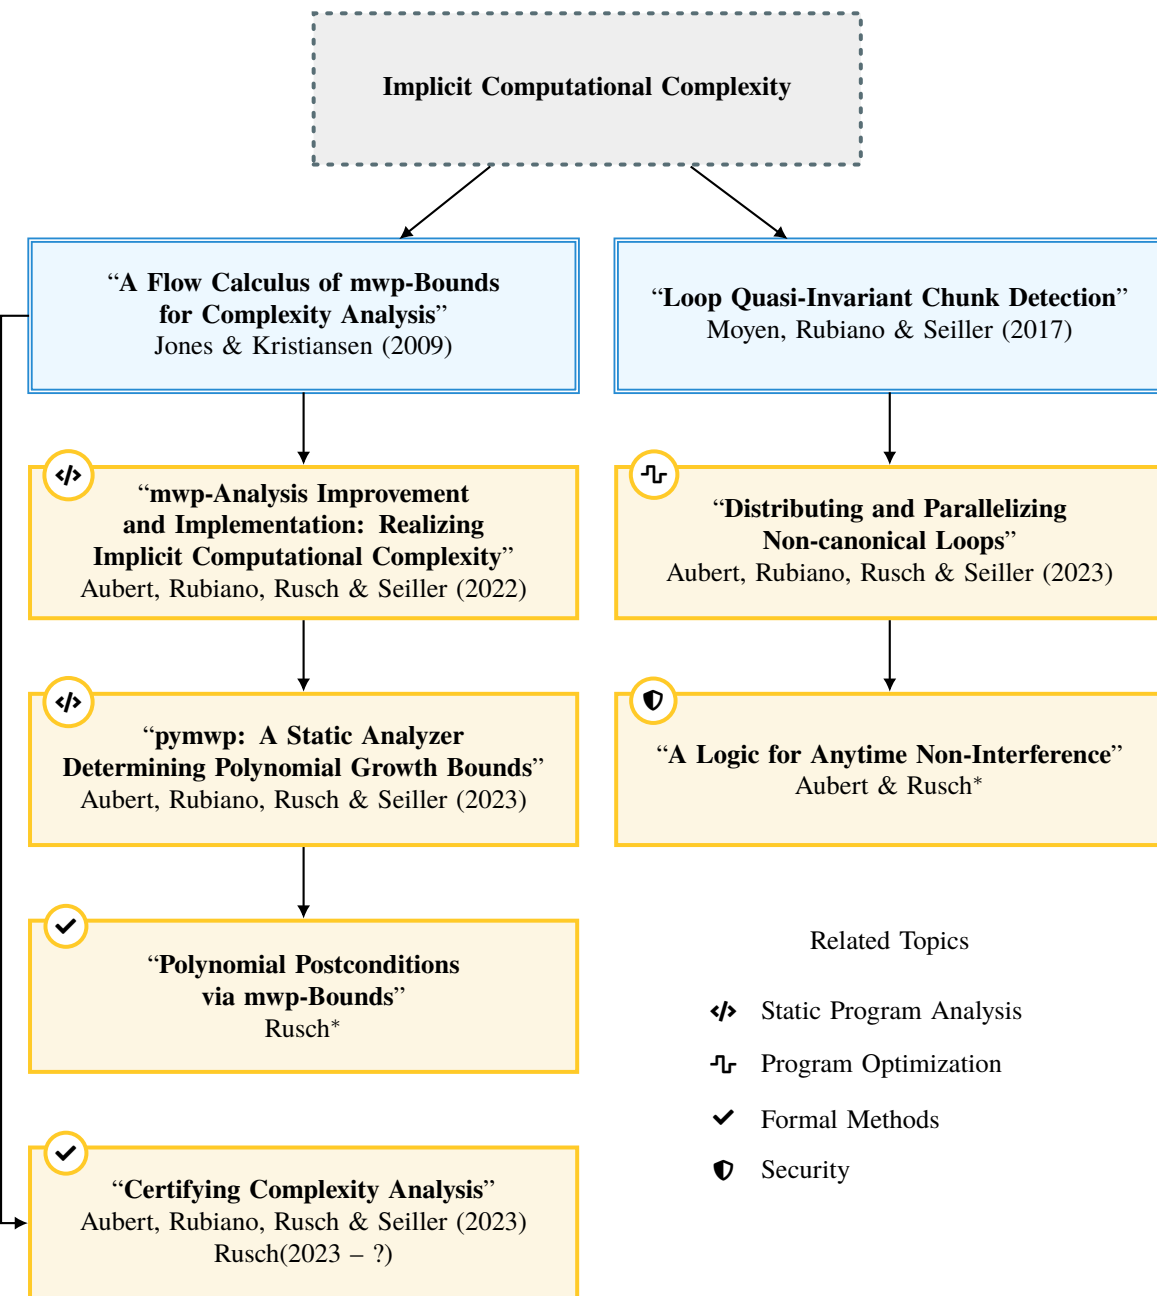 Implicit Computational Complexity
“A Flow Calculus of mwp-Bounds
for Complexity Analysis”
Jones & Kristiansen (2009)
“Loop Quasi-Invariant Chunk Detection”
Moyen, Rubiano & Seiller (2017)
“mwp-Analysis Improvement
and Implementation: Realizing
Implicit Computational Complexity”
Aubert, Rubiano, Rusch & Seiller (2022)
“Distributing and Parallelizing
Non-canonical Loops”
Aubert, Rubiano, Rusch & Seiller (2023)
“pymwp: A Static Analyzer
Determining Polynomial Growth Bounds”
Aubert, Rubiano, Rusch & Seiller (2023)
“A Logic for Anytime Non-Interference”
Aubert & Rusch*
“Polynomial Postconditions
via mwp-Bounds”
Rusch*
“Certifying Complexity Analysis”
Aubert, Rubiano, Rusch & Seiller (2023)
Rusch(2023 – ?)
Related Topics
Static Program Analysis
Program Optimization
Formal Methods
Security